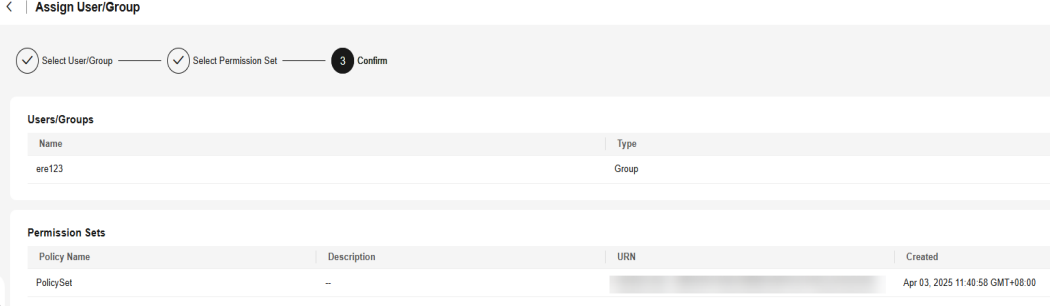 Assign User/Group
Select User/Group Select Permission Set 3 Confirm
Users/Groups
Name Type
ere123 Group
Permission Sets
Policy Name Description URN Created
PolicySet -- Apr 03, 2025 11:40:58 GMT+08:00